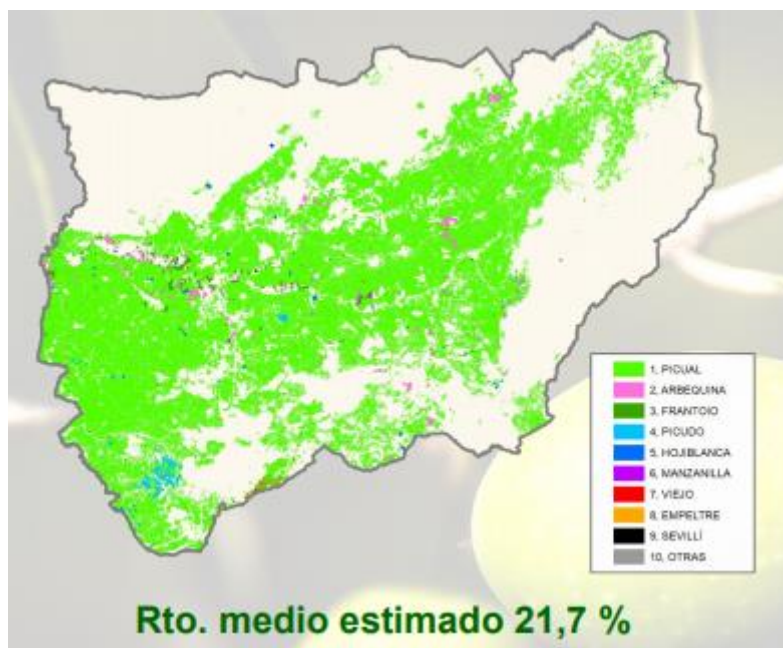 1, PICUAL
2, ARBEQUINA
3, FRANTOIO
4, PICUDO
5, HOJIBLANCA
6, MANZANILLA
7, VIEJO
8, EMPELTRE
9, SEVILLÍ
10, OTRAS
Rto. medio estimado 21,7 %